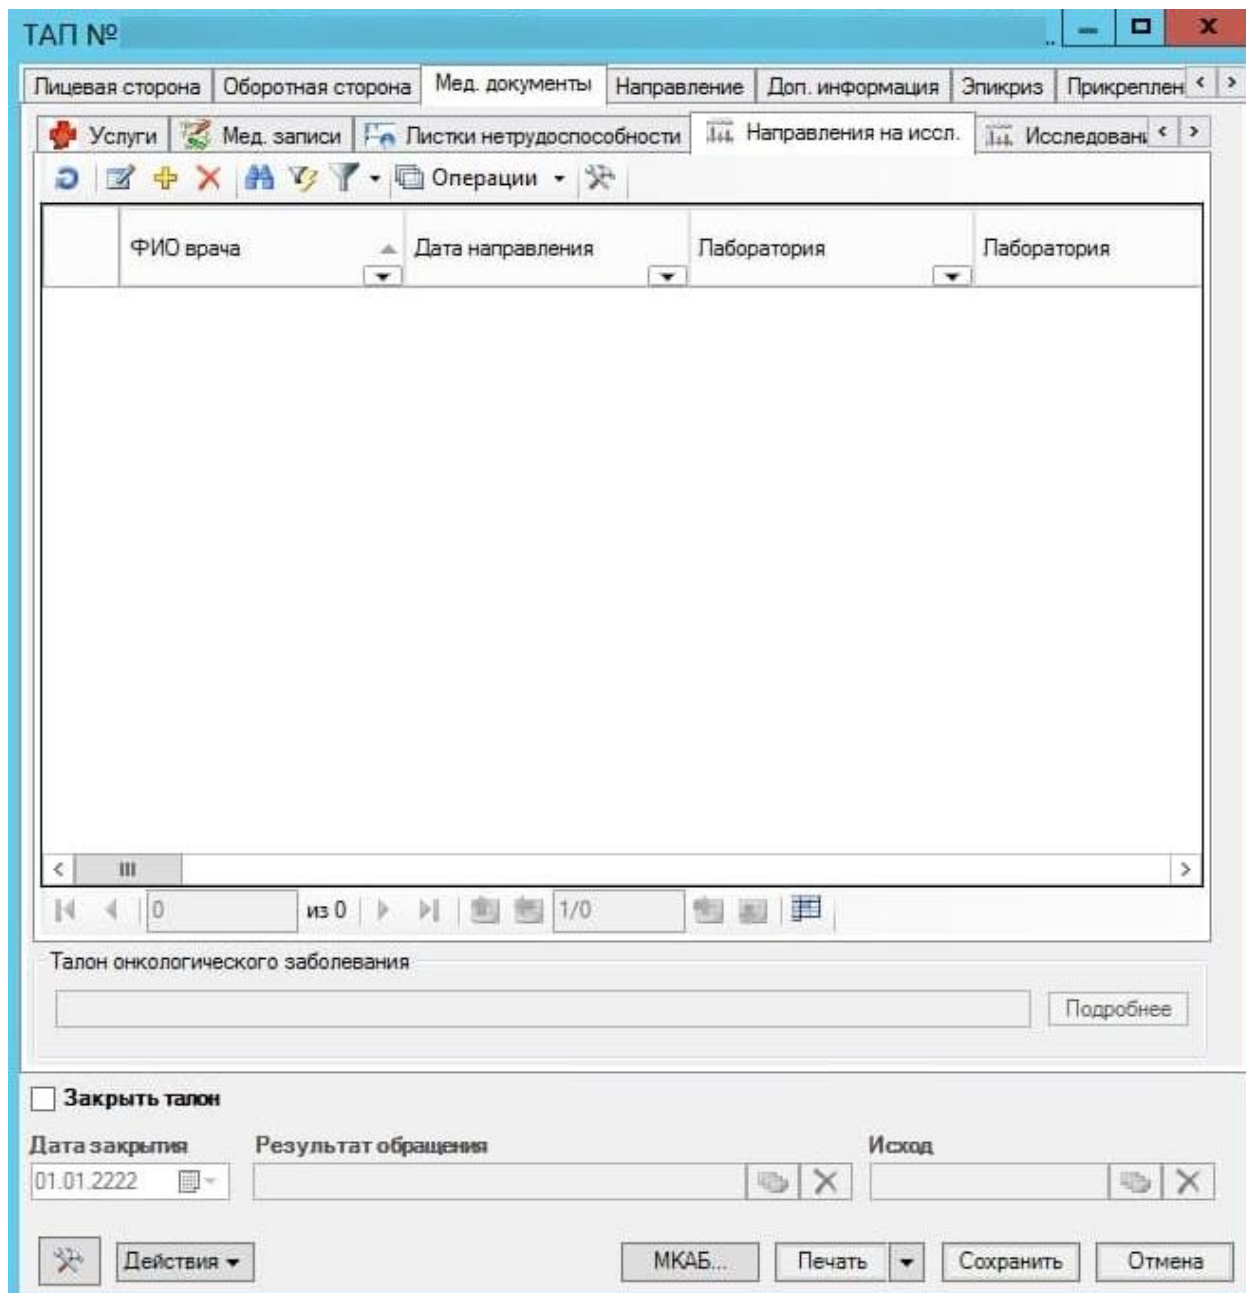 ТАП №
Лицевая сторона Оборотная сторона Мед. документы Направление Доп. информация Эпикриз Прикреплен
Услуги Мед. записи Листки нетрудоспособности Направления на иссл. Исследовани
Операции
ФИО врача Дата направления Лаборатория Лаборатория
0 из 0 1/0
Талон онкологического заболевания
Подробнее
Закрыть талон
Дата закрытия Результат обращения Исход
01.01.2222
Действия МКАБ... Печать Сохранить Отмена